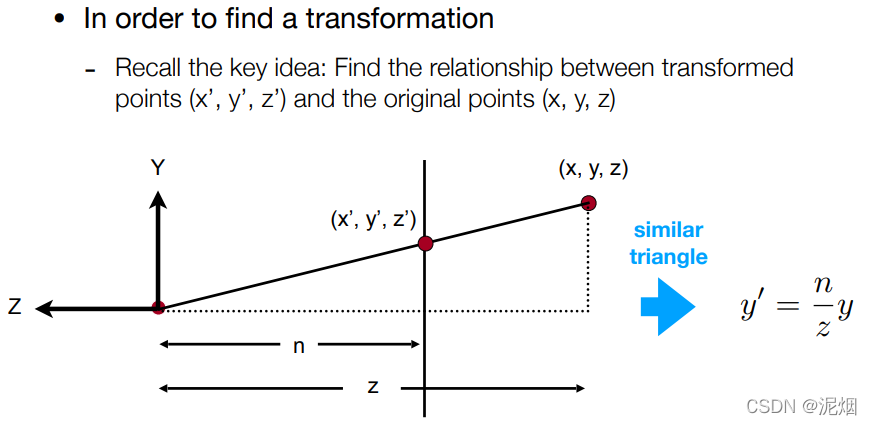 • In order to find a transformation
- Recall the key idea: Find the relationship between transformed
points (x’, y’, z’) and the original points (x, y, z)
Y
(x, y, z)
(x’, y’, z’)
similar
triangle
y′ = n/z y
Z
n
z
CSDN @泥烟